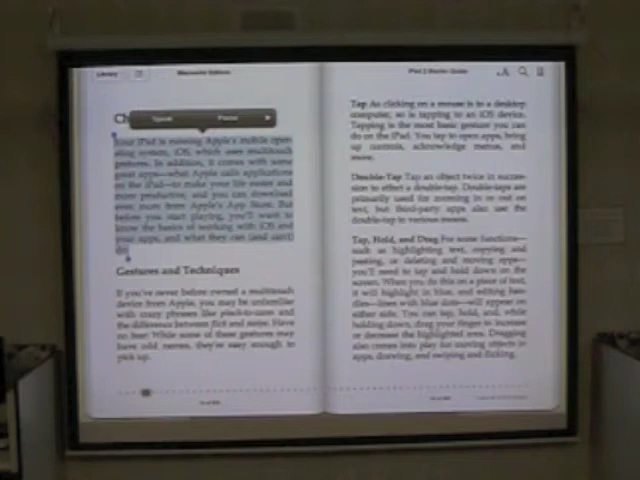 Library
Macworld Editors
Speak Pause
Your iPad is running Apple's mobile oper-
ating system, iOS, which uses multitouch
gestures. In addition, it comes with some
great apps—what Apple calls applications
on the iPad—to make your life easier and
more productive, and you can download
even more from Apple's App Store. But
before you start playing, you'll want to
know the basics of working with iOS and
your apps, and what they can (and can't)
do.
Gestures and Techniques
If you've never before owned a multitouch
device from Apple, you may be unfamiliar
with crazy phrases like pinch-to-zoom and
the difference between flick and swipe. Have
no fear: While some of these gestures may
have odd names, they're easy enough to
pick up.
iPad 2 Starter Guide
Tap As clicking on a mouse is to a desktop
computer, so is tapping to an iOS device.
Tapping is the most basic gesture you can
do on the iPad. You tap to open apps, bring
up controls, acknowledge menus, and
more.
Double-Tap Tap an object twice in succes-
sion to effect a double-tap. Double-taps are
primarily used for zooming in or out on
text, but third-party apps also use the
double-tap to various means.
Tap, Hold, and Drag For some functions—
such as highlighting text, copying and
pasting, or deleting and moving apps—
you'll need to tap and hold down on the
screen. When you do this on a piece of text,
it will highlight in blue, and editing han-
dles—lines with blue dots—will appear on
either side. You can tap, hold, and, while
holding down, drag your finger to increase
or decrease the highlighted area. Dragging
also comes into play for moving objects in
apps, drawing, and swiping and flicking.